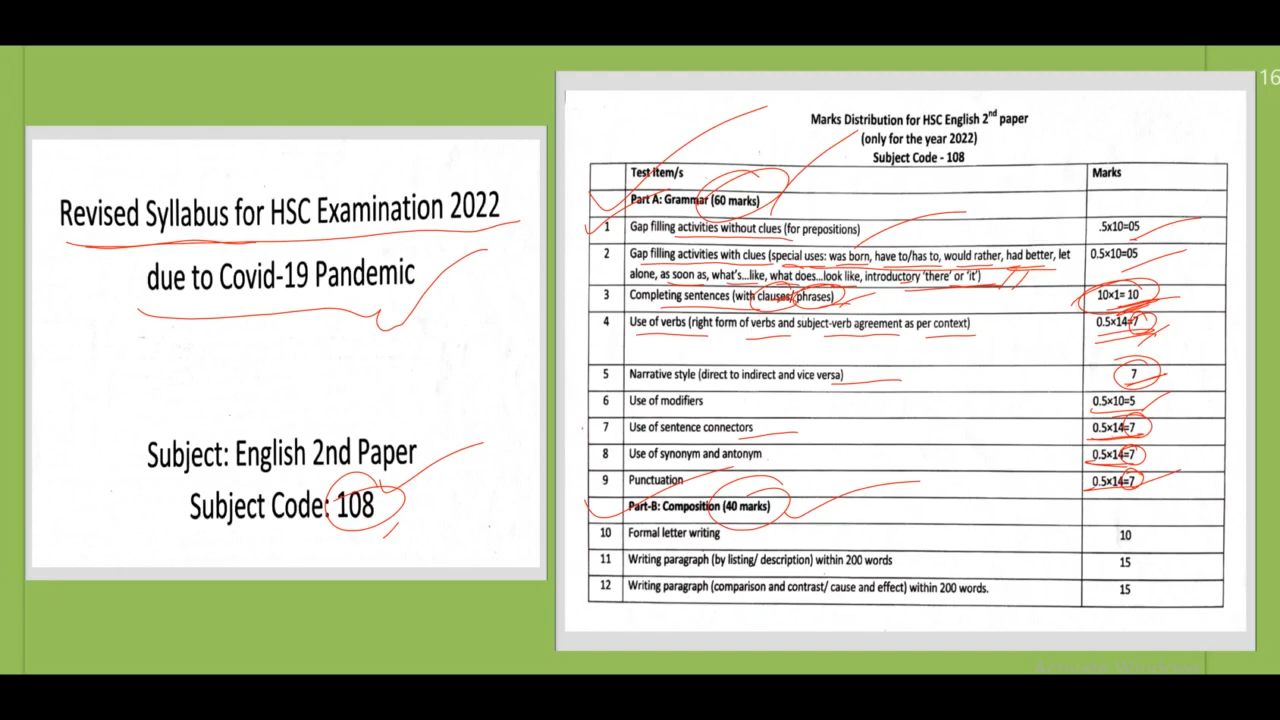 16
Revised Syllabus for HSC Examination 2022
due to Covid-19 Pandemic
Subject: English 2nd Paper
Subject Code: 108
Marks Distribution for HSC English 2nd paper
(only for the year 2022)
Subject Code - 108
Test item/s Marks
Part A: Grammar (60 marks)
1 Gap filling activities without clues (for prepositions) .5×10=05
2 Gap filling activities with clues (special uses: was born, have to/has to, would rather, had better, let 0.5×10=05
alone, as soon as, what's...like, what does...look like, introductory 'there' or 'it')
3 Completing sentences (with clauses/ phrases) 10×1= 10
4 Use of verbs (right form of verbs and subject-verb agreement as per context) 0.5×14=7
5 Narrative style (direct to indirect and vice versa) 7
6 Use of modifiers 0.5×10=5
7 Use of sentence connectors 0.5×14=7
8 Use of synonym and antonym 0.5×14=7
9 Punctuation 0.5×14=7
Part-B: Composition (40 marks)
10 Formal letter writing 10
11 Writing paragraph (by listing/ description) within 200 words 15
12 Writing paragraph (comparison and contrast/ cause and effect) within 200 words. 15
Activate Windows